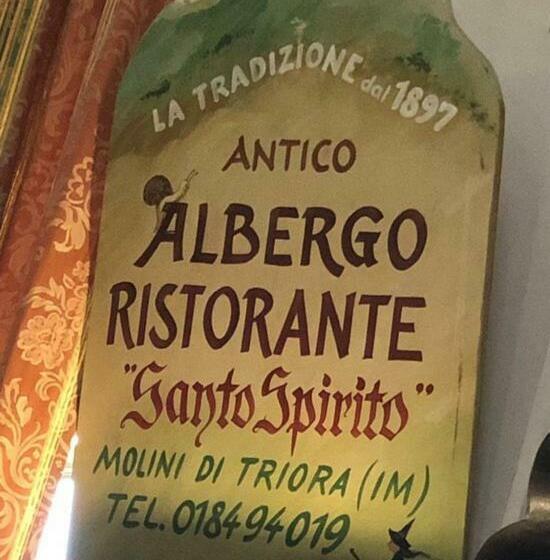 LA TRADIZIONE dal 1897
ANTICO
ALBERGO
RISTORANTE
"Santo Spirito"
MOLINI DI TRIORA (IM)
TEL. 018494019